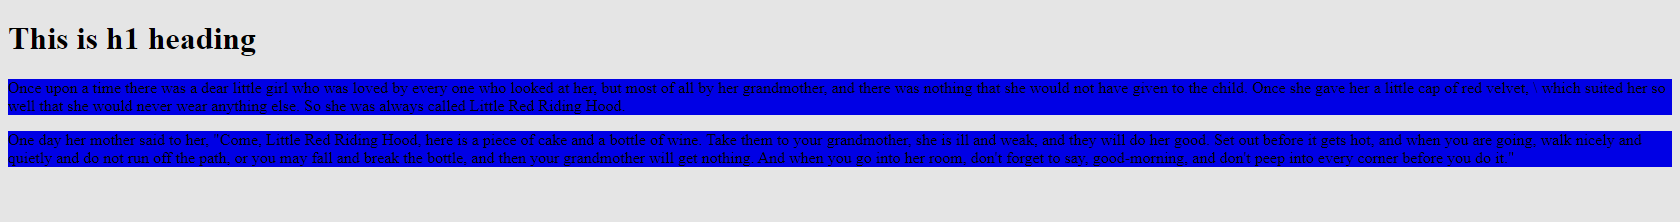 This is h1 heading
Once upon a time there was a dear little girl who was loved by every one who looked at her, but most of all by her grandmother, and there was nothing that she would not have given to the child. Once she gave her a little cap of red velvet, \ which suited her so
well that she would never wear anything else. So she was always called Little Red Riding Hood.
One day her mother said to her, "Come, Little Red Riding Hood, here is a piece of cake and a bottle of wine. Take them to your grandmother, she is ill and weak, and they will do her good. Set out before it gets hot, and when you are going, walk nicely and
quietly and do not run off the path, or you may fall and break the bottle, and then your grandmother will get nothing. And when you go into her room, don't forget to say, good-morning, and don't peep into every corner before you do it."